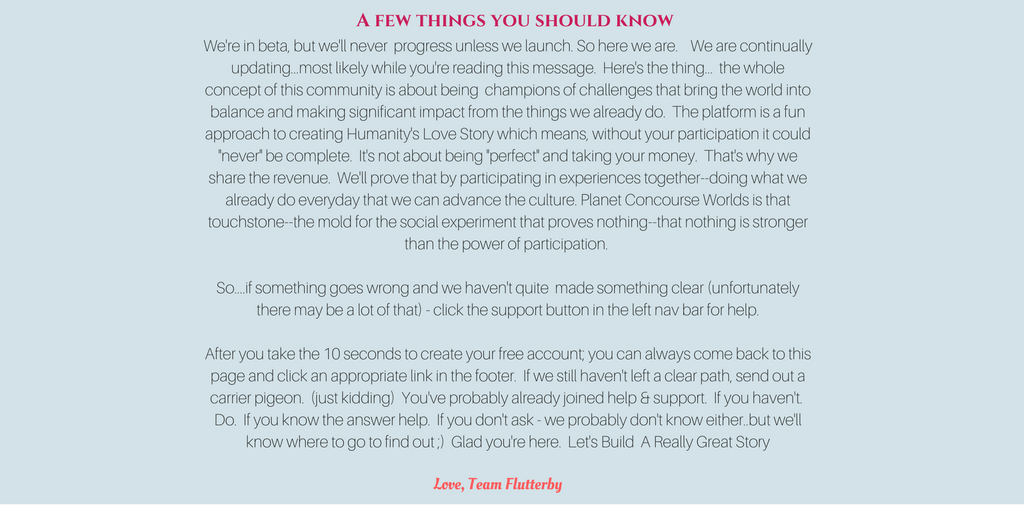 A few things you should know
We're in beta, but we'll never progress unless we launch. So here we are. We are continually
updating...most likely while you're reading this message. Here's the thing... the whole
concept of this community is about being champions of challenges that bring the world into
balance and making significant impact from the things we already do. The platform is a fun
approach to creating Humanity's Love Story which means, without your participation it could
"never" be complete. It's not about being "perfect" and taking your money. That's why we
share the revenue. We'll prove that by participating in experiences together--doing what we
already do everyday that we can advance the culture. Planet Concourse Worlds is that
touchstone--the mold for the social experiment that proves nothing--that nothing is stronger
than the power of participation.
So....if something goes wrong and we haven't quite made something clear (unfortunately
there may be a lot of that) - click the support button in the left nav bar for help.
After you take the 10 seconds to create your free account; you can always come back to this
page and click an appropriate link in the footer. If we still haven't left a clear path, send out a
carrier pigeon. (just kidding) You've probably already joined help & support. If you haven't.
Do. If you know the answer help. If you don't ask - we probably don't know either..but we'll
know where to go to find out ;) Glad you're here. Let's Build A Really Great Story
Love, Team Flutterby